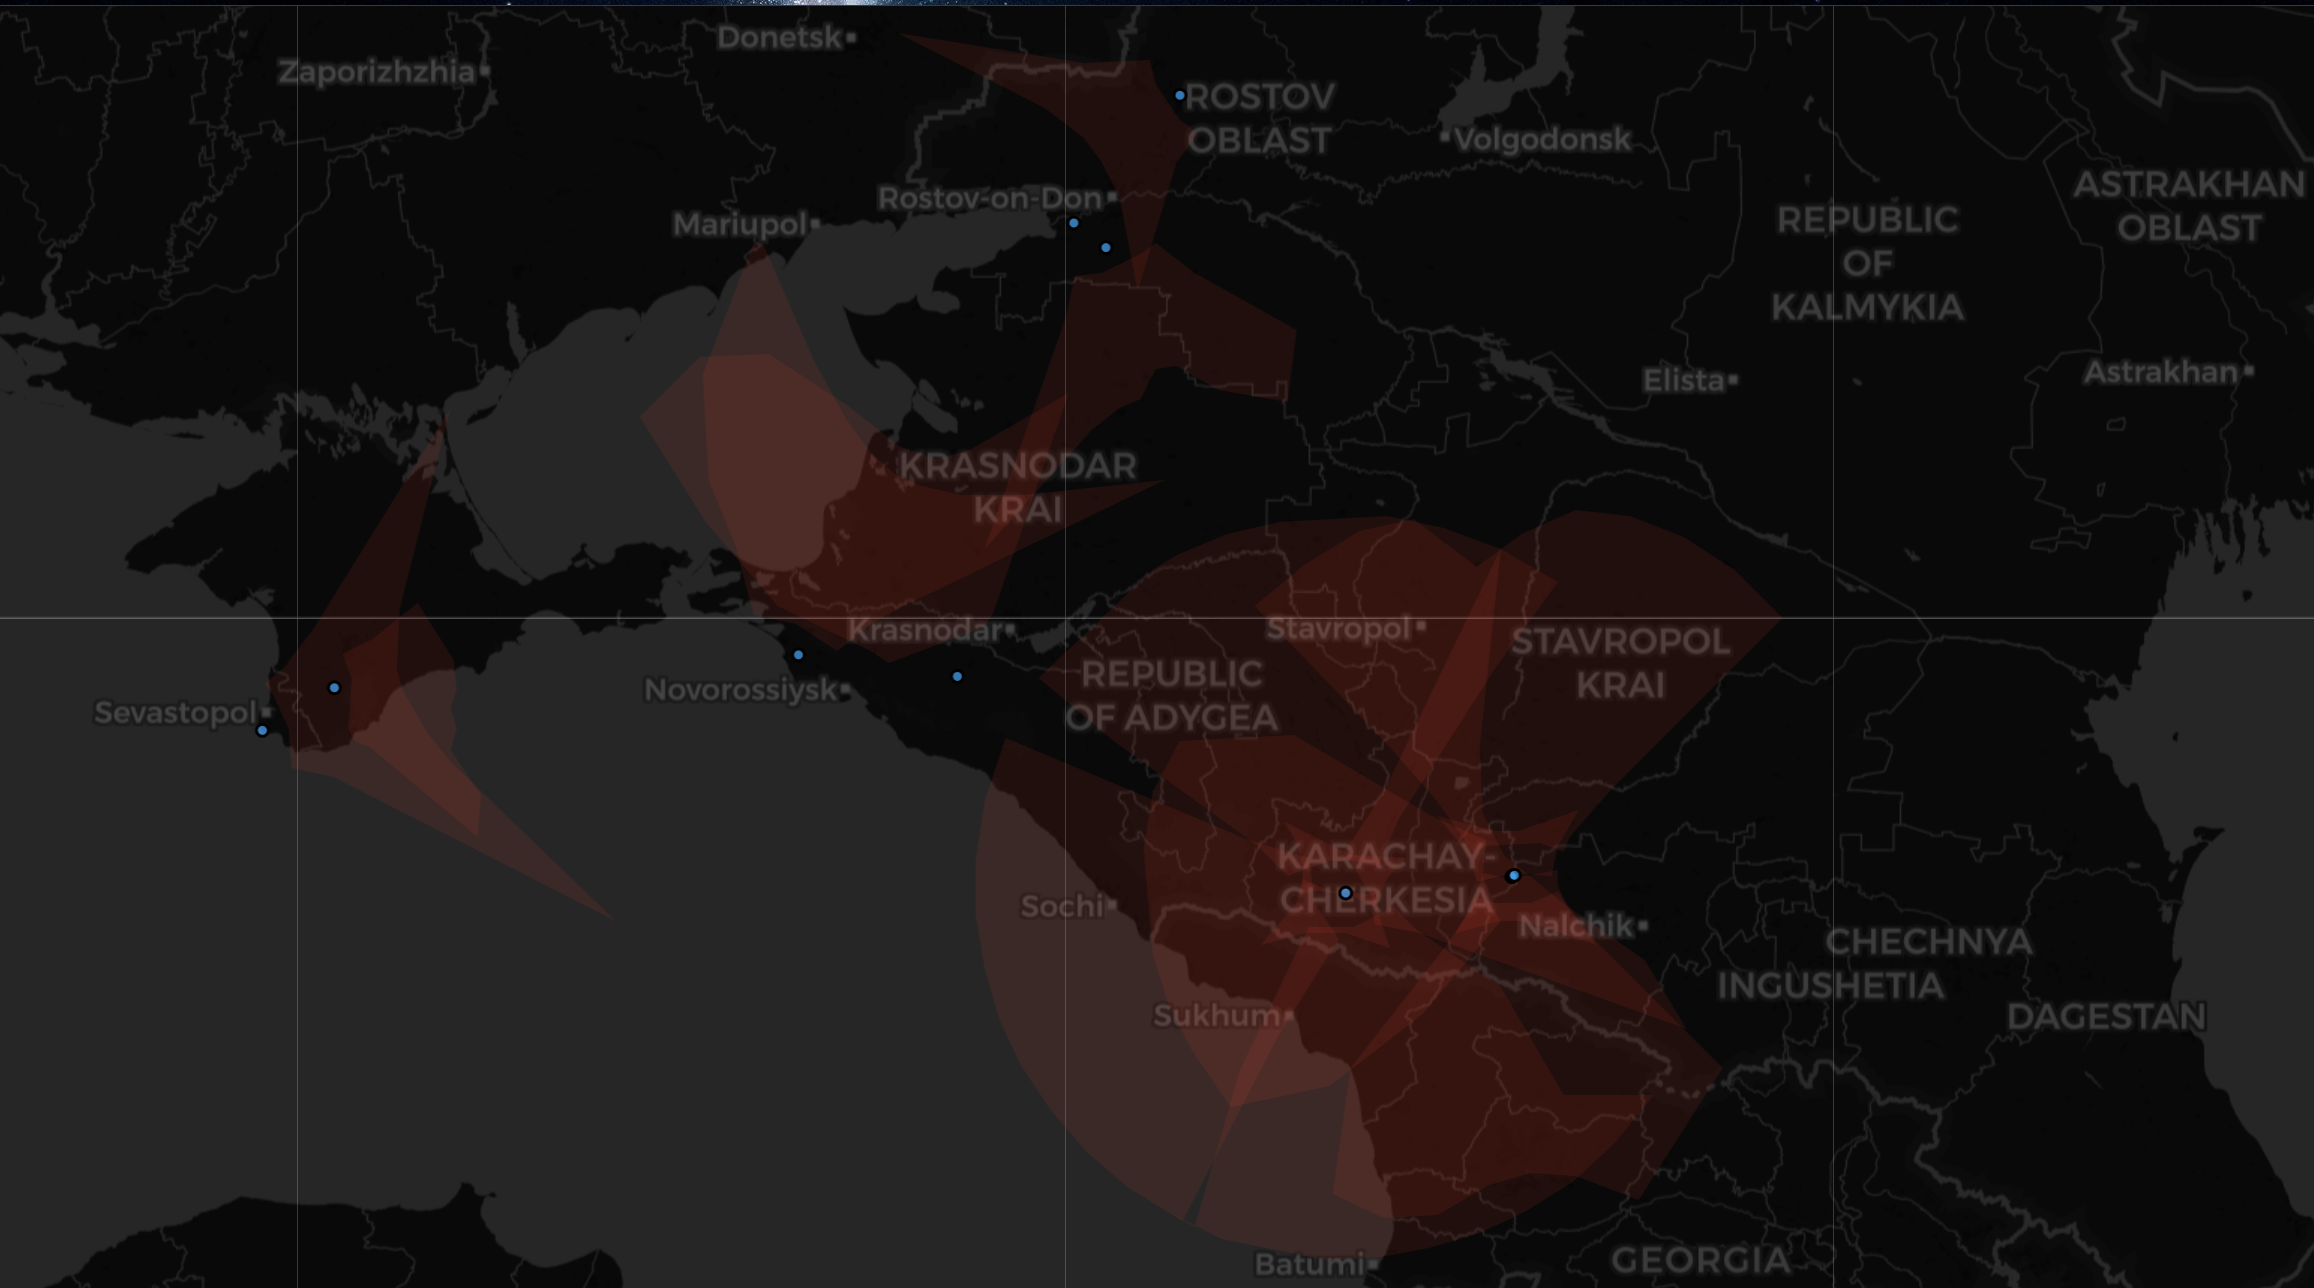 Donetsk
Zaporizhzhia
ROSTOV
OBLAST
Volgodonsk
ASTRAKHAN
OBLAST
Rostov-on-Don
Mariupol
REPUBLIC
OF
KALMYKIA
Elista
Astrakhan
KRASNODAR
KRAI
Krasnodar
Stavropol
STAVROPOL
KRAI
REPUBLIC
OF ADYGEA
Novorossiysk
Sevastopol
KARACHAY-
CHERKESIA
Sochi
Nalchik
CHECHNYA
INGUSHETIA
DAGESTAN
Sukhum
Batumi
GEORGIA